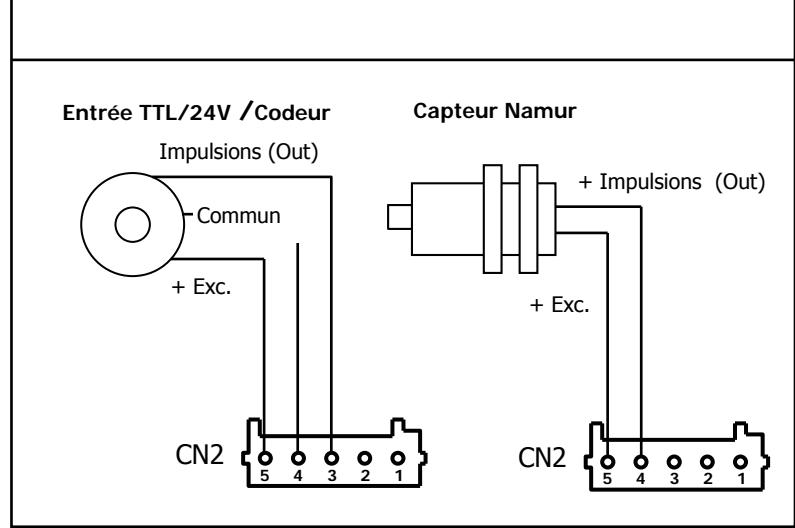 Entrée TTL/24V /Codeur
Impulsions (Out)
Commun
+ Exc.
CN2
5 4 3 2 1
Capteur Namur
+ Impulsions (Out)
+ Exc.
CN2
5 4 3 2 1